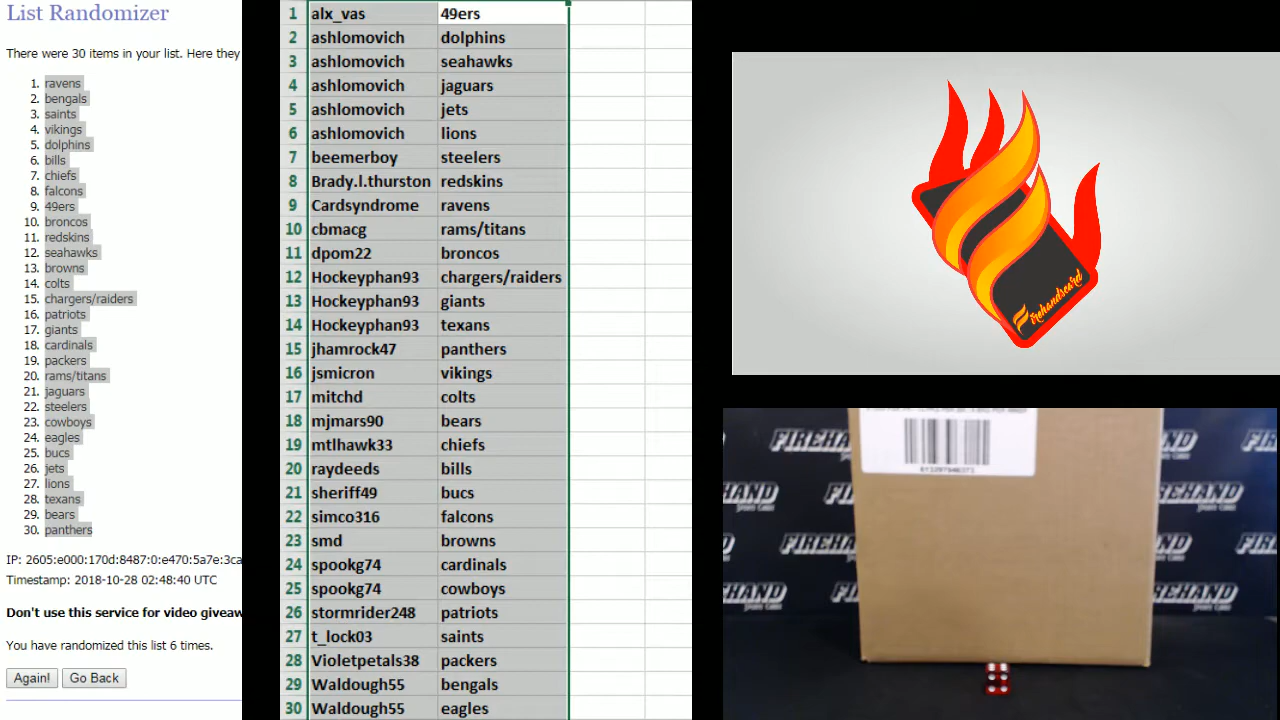 List Randomizer
There were 30 items in your list. Here they
1. ravens
2. bengals
3. saints
4. vikings
5. dolphins
6. bills
7. chiefs
8. falcons
9. 49ers
10. broncos
11. redskins
12. seahawks
13. browns
14. colts
15. chargers/raiders
16. patriots
17. giants
18. cardinals
19. packers
20. rams/titans
21. jaguars
22. steelers
23. cowboys
24. eagles
25. bucs
26. jets
27. lions
28. texans
29. bears
30. panthers
IP: 2605:e000:170d:8487:0:e470:5a7e:3ca
Timestamp: 2018-10-28 02:48:40 UTC
Don't use this service for video giveaw
You have randomized this list 6 times.
Again! Go Back
1 alx_vas 49ers
2 ashlomovich dolphins
3 ashlomovich seahawks
4 ashlomovich jaguars
5 ashlomovich jets
6 ashlomovich lions
7 beemerboy steelers
8 Brady.l.thurston redskins
9 Cardsyndrome ravens
10 cbmacg rams/titans
11 dpom22 broncos
12 Hockeyphan93 chargers/raiders
13 Hockeyphan93 giants
14 Hockeyphan93 texans
15 jhamrock47 panthers
16 jsmicron vikings
17 mitchd colts
18 mjmars90 bears
19 mtlhawk33 chiefs
20 raydeeds bills
21 sheriff49 bucs
22 simco316 falcons
23 smd browns
24 spookg74 cardinals
25 spookg74 cowboys
26 stormrider248 patriots
27 t_lock03 saints
28 Violetpetals38 packers
29 Waldough55 bengals
30 Waldough55 eagles
Firehandscard
FIREHAND
FIREHAND
FIREHAND
FIREHAND